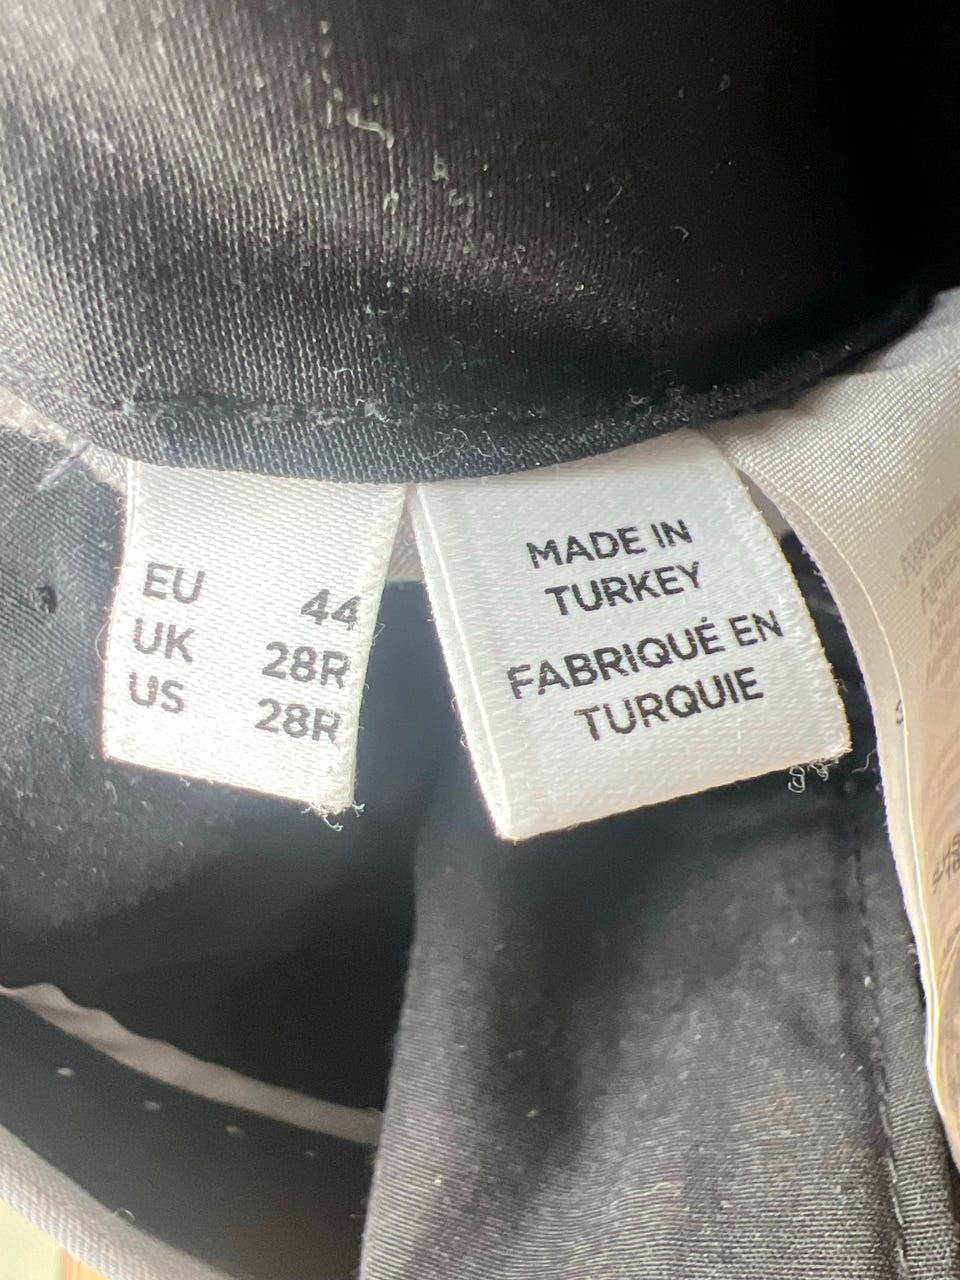 EU 44
UK 28R
US 28R
MADE IN
TURKEY
FABRIQUÉ EN
TURQUIE